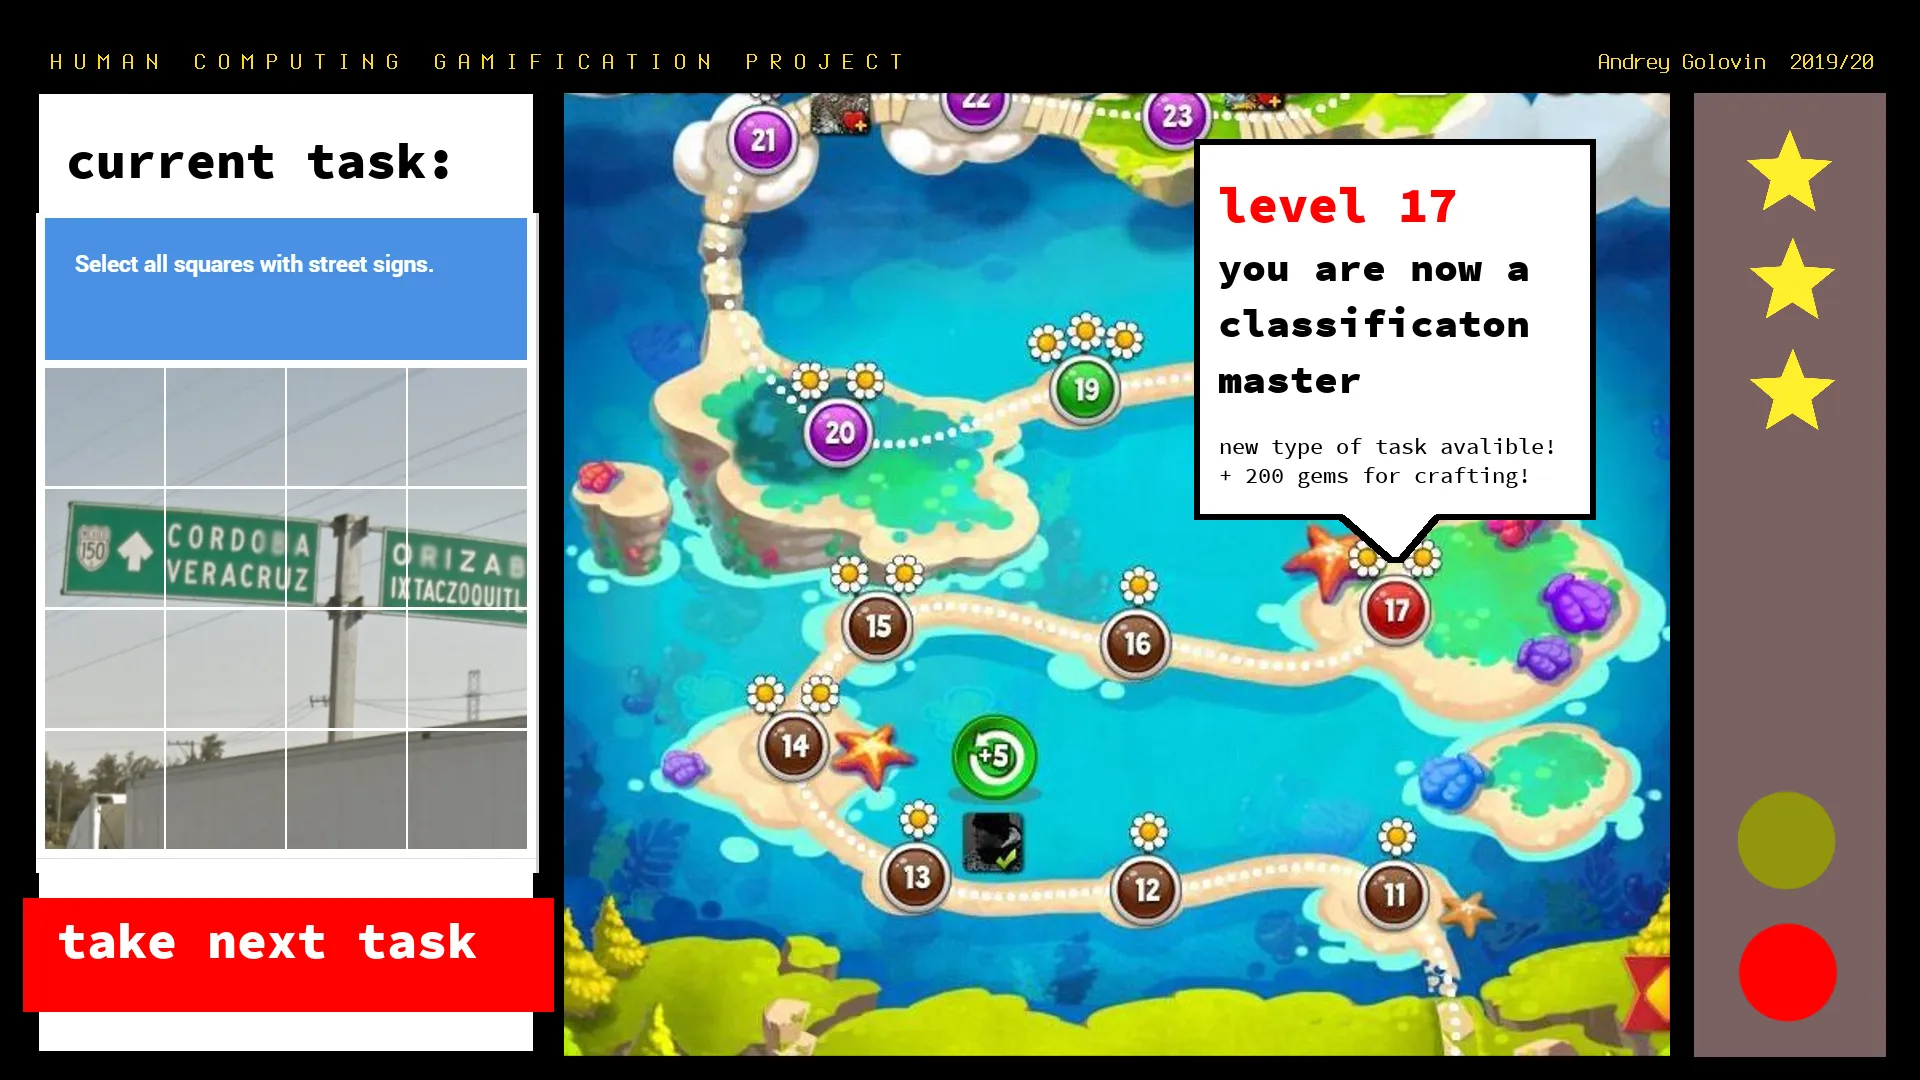 HUMAN COMPUTING GAMIFICATION PROJECT
Andrey Golovin 2019/20
current task:
Select all squares with street signs.
150
CORDOBA
VERACRUZ
ORIZAB
IXTACZOQUITL
take next task
21
22
23
level 17
you are now a
classificaton
master
new type of task avalible!
+ 200 gems for crafting!
19
20
15
16
17
14
+5
13
12
11